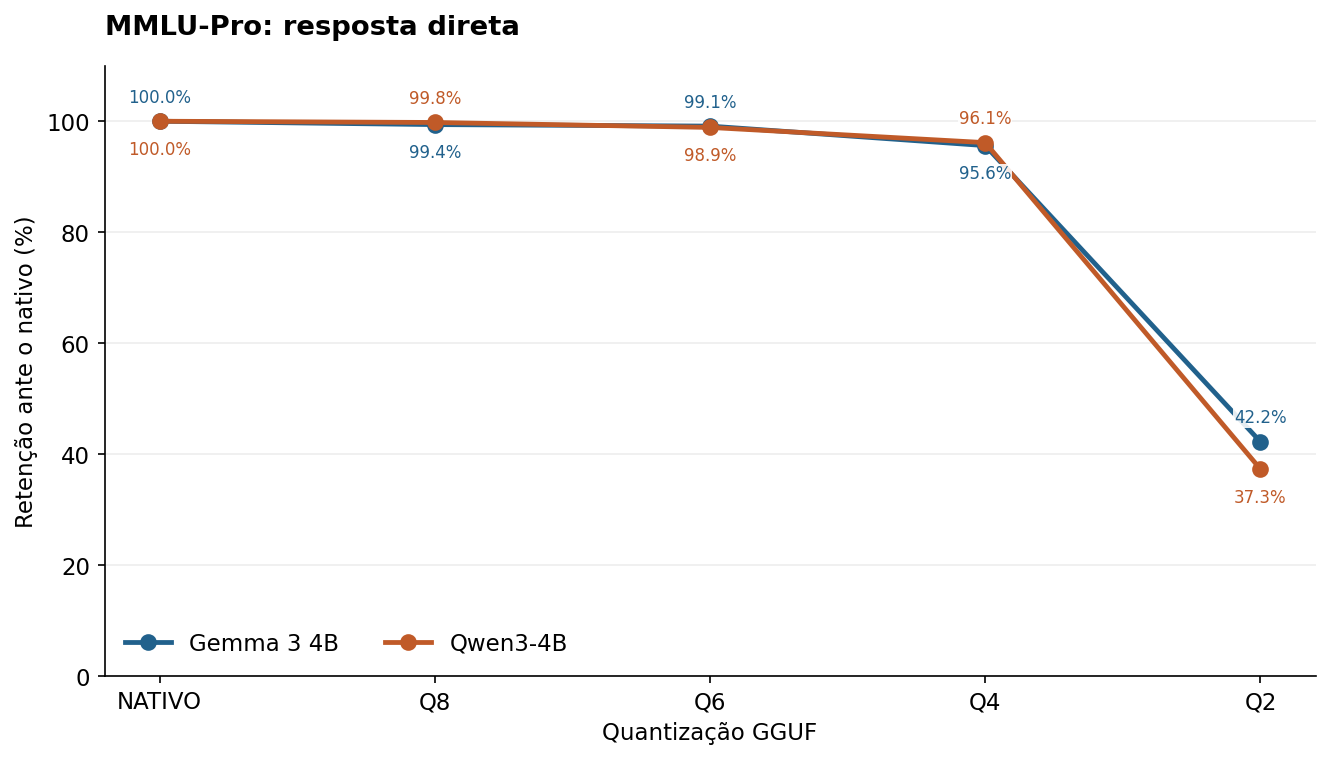 MMLU-Pro: resposta direta
100.0%
99.8%
99.1%
96.1%
100.0%
99.4%
98.9%
95.6%
42.2%
37.3%
Retenção ante o nativo (%)
100
80
60
40
20
0
Gemma 3 4B
Qwen3-4B
NATIVO
Q8
Q6
Q4
Q2
Quantização GGUF